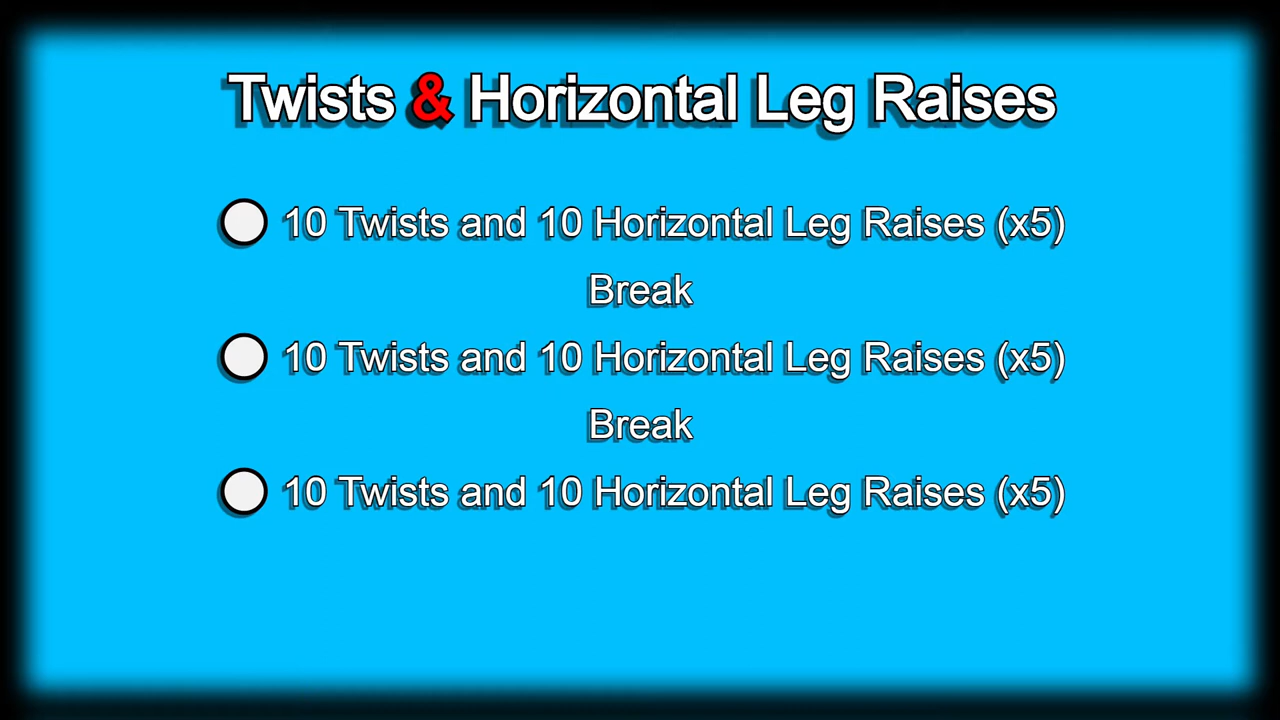 Twists & Horizontal Leg Raises
10 Twists and 10 Horizontal Leg Raises (x5)
Break
10 Twists and 10 Horizontal Leg Raises (x5)
Break
10 Twists and 10 Horizontal Leg Raises (x5)